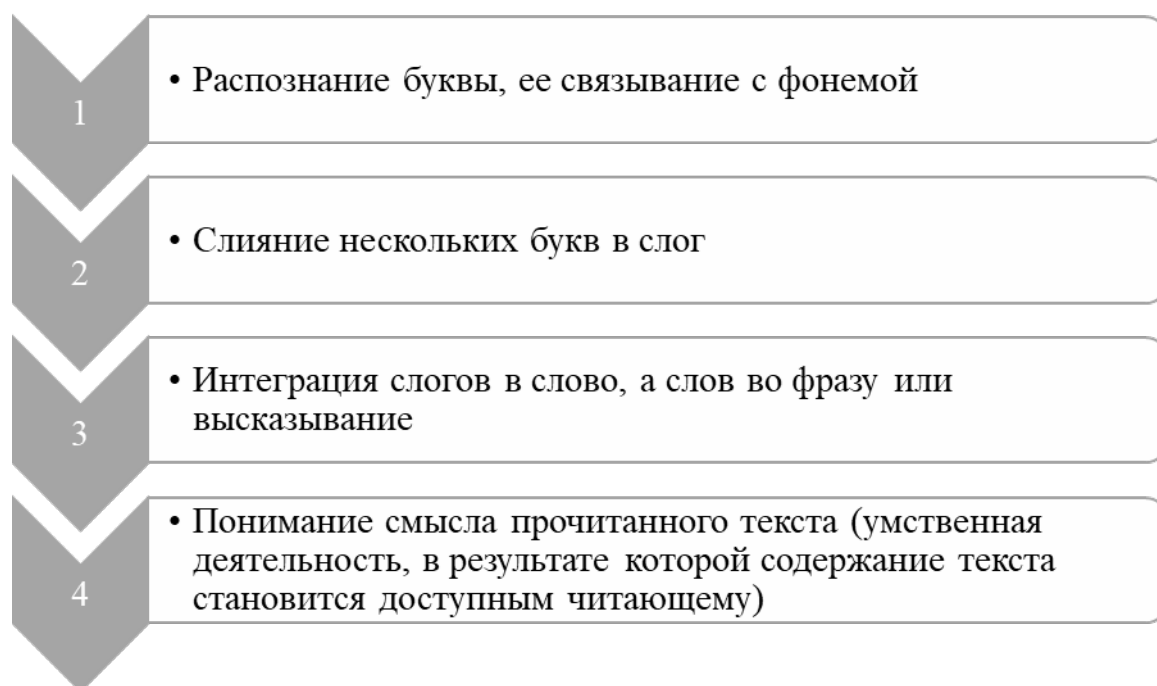 1
• Распознание буквы, ее связывание с фонемой
2
• Слияние нескольких букв в слог
3
• Интеграция слогов в слово, а слов во фразу или
высказывание
4
• Понимание смысла прочитанного текста (умственная
деятельность, в результате которой содержание текста
становится доступным читающему)